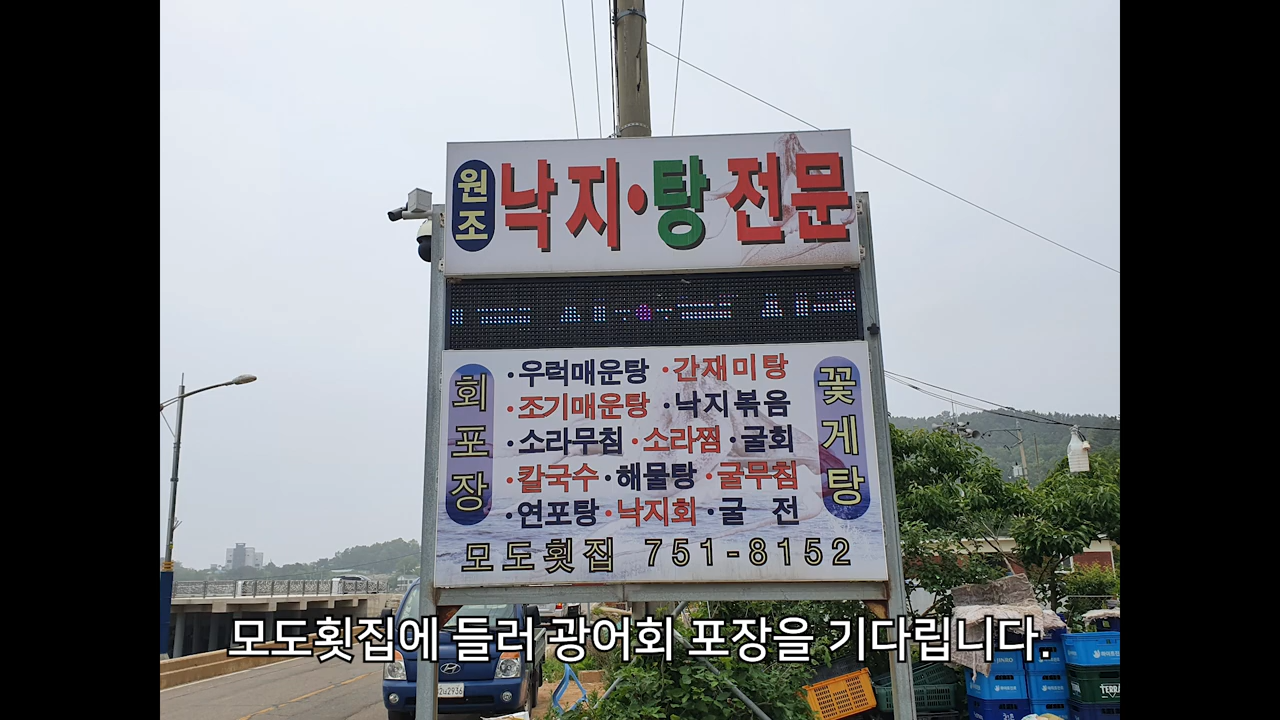 원조 낙지·탕 전문
회포장
·우럭매운탕 ·간재미탕
·조기매운탕 ·낙지볶음
·소라무침 ·소라찜 ·굴회
·칼국수 ·해물탕 ·굴무침
·연포탕 ·낙지회 ·굴 전
꽃게탕
모도횟집 751-8152
모도횟집에 들러 광어회 포장을 기다립니다.
JINRO
TERRA